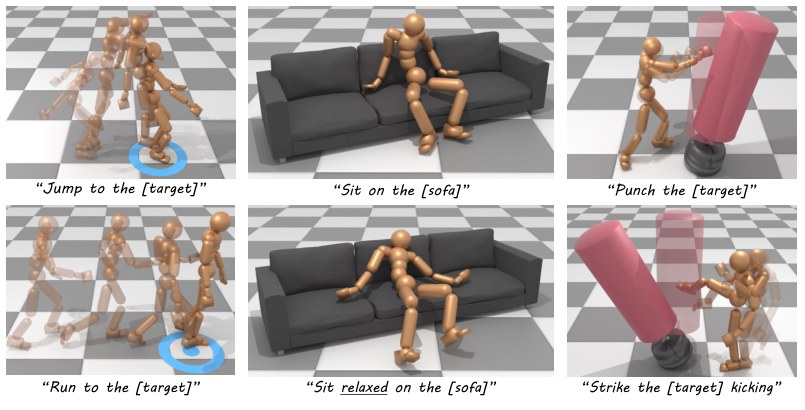 “Jump to the [target]”
“Sit on the [sofa]”
“Punch the [target]”
“Run to the [target]”
“Sit relaxed on the [sofa]”
“Strike the [target] kicking”